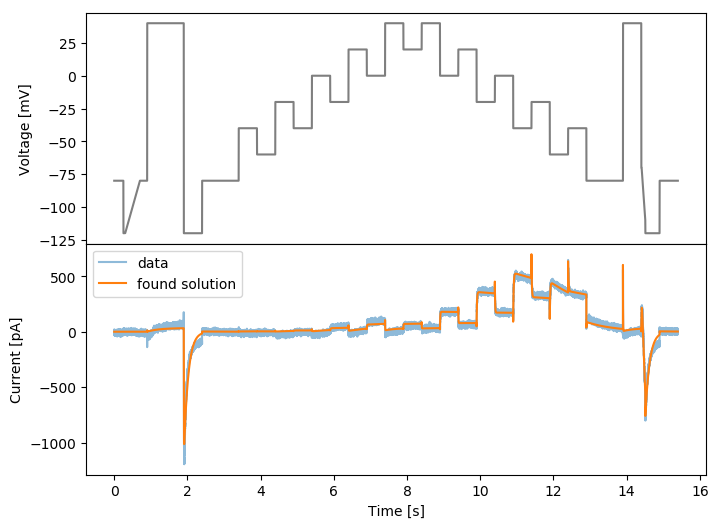 Voltage [mV]
25
0
−25
−50
−75
−100
−125
Current [pA]
500
0
−500
−1000
data
found solution
0 2 4 6 8 10 12 14 16
Time [s]